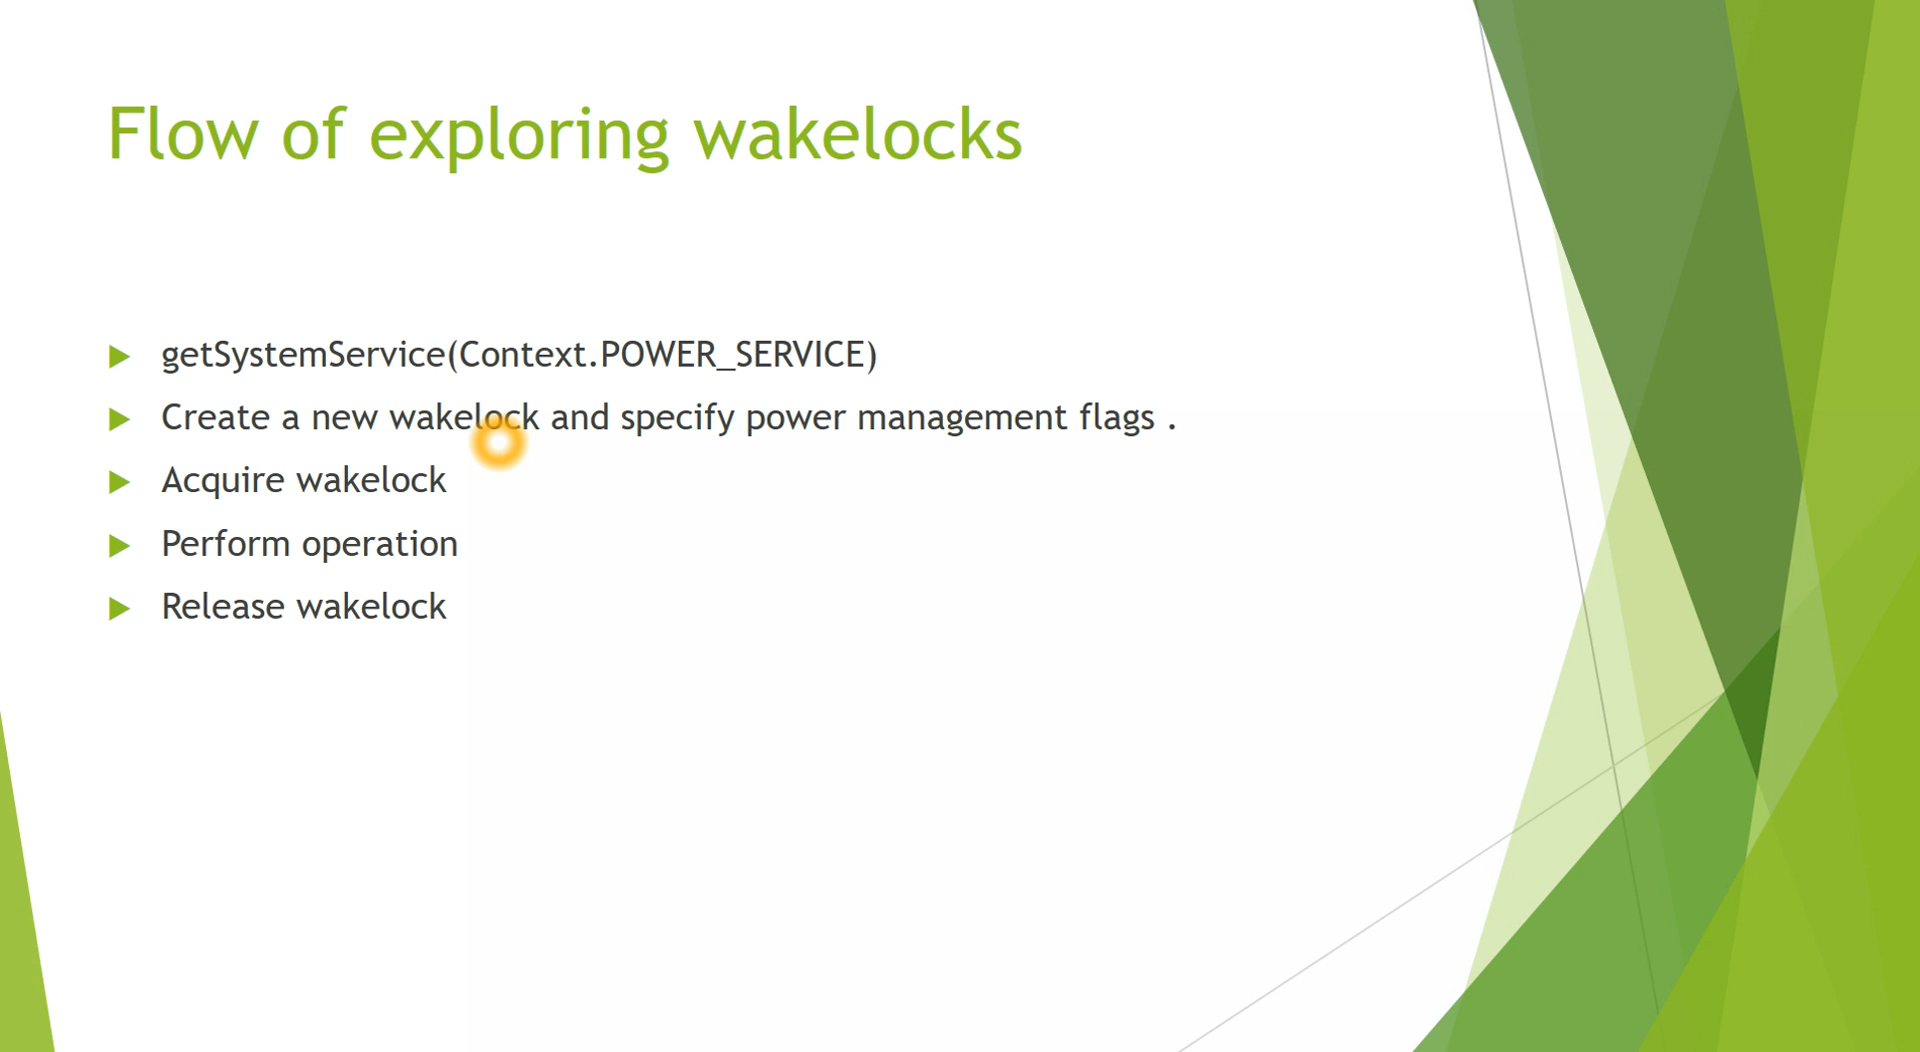 Flow of exploring wakelocks
getSystemService(Context.POWER_SERVICE)
Create a new wakelock and specify power management flags .
Acquire wakelock
Perform operation
Release wakelock